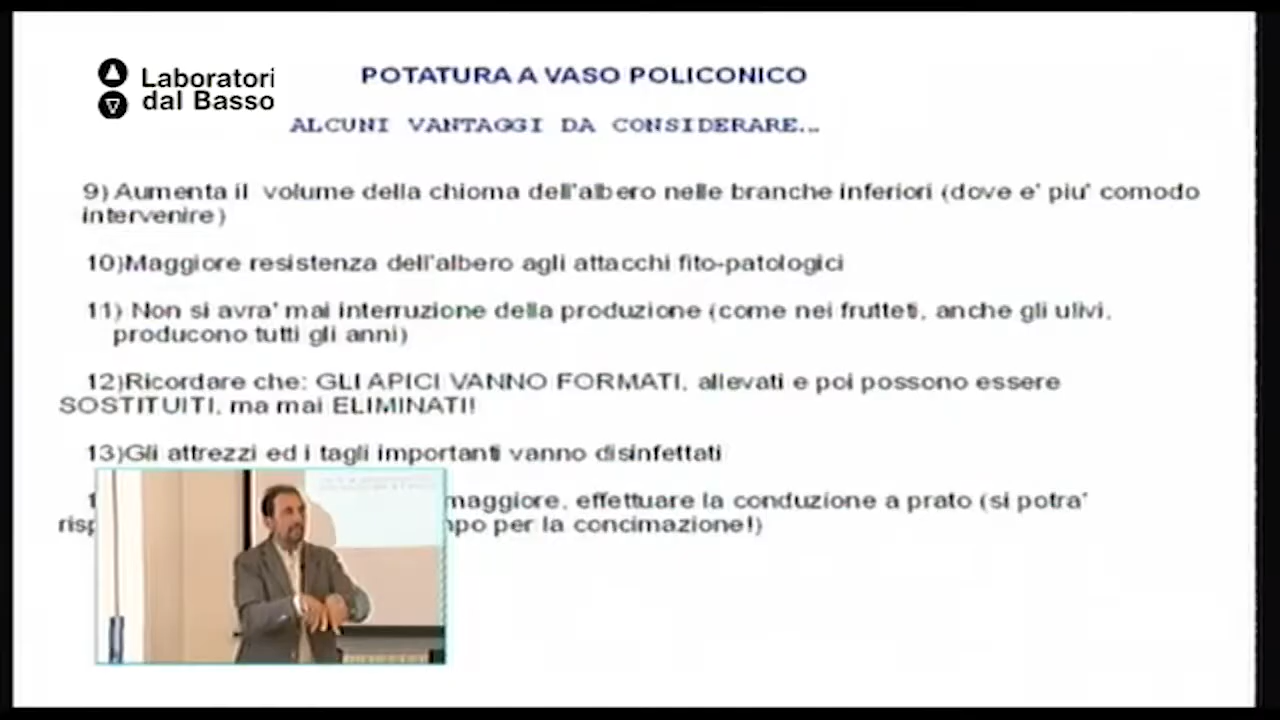 Laboratori
dal Basso
POTATURA A VASO POLICONICO
ALCUNI VANTAGGI DA CONSIDERARE...
9) Aumenta il volume della chioma dell'albero nelle branche inferiori (dove e' piu' comodo
intervenire)
10)Maggiore resistenza dell'albero agli attacchi fito-patologici
11) Non si avra' mai interruzione della produzione (come nei frutteti, anche gli ulivi,
producono tutti gli anni)
12)Ricordare che: GLI APICI VANNO FORMATI, allevati e poi possono essere
SOSTITUITI, ma mai ELIMINATI!
13)Gli attrezzi ed i tagli importanti vanno disinfettati
maggiore, effettuare la conduzione a prato (si potra'
per la concimazione!)